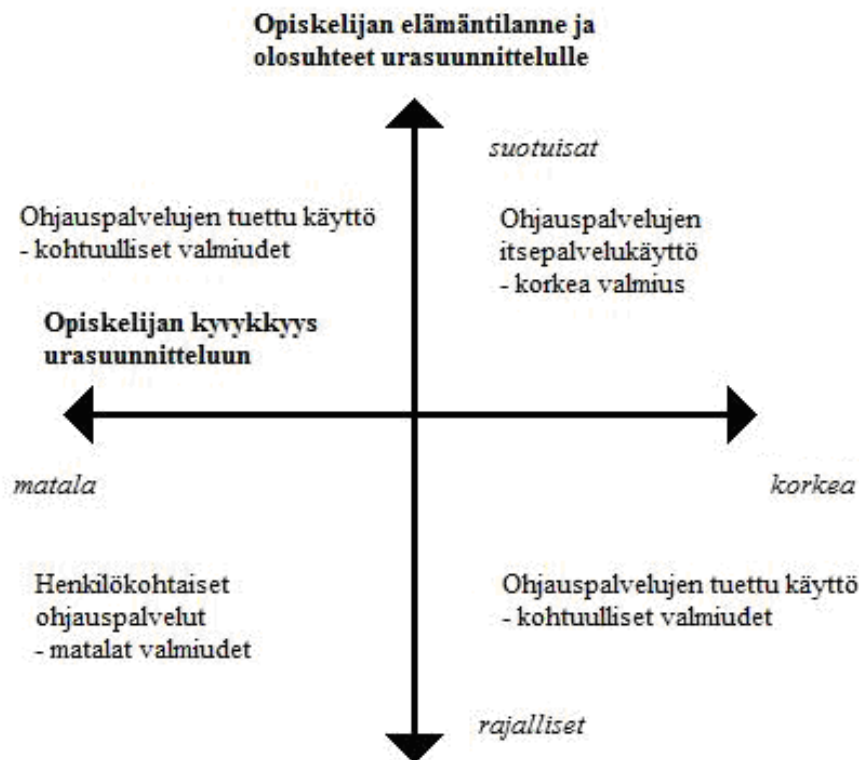 Opiskelijan elämäntilanne ja
olosuhteet urasuunnittelulle
suotuisat
Ohjauspalvelujen tuettu käyttö
- kohtuulliset valmiudet
Ohjauspalvelujen
itsepalvelukäyttö
- korkea valmius
Opiskelijan kyvykkyys
urasuunnitteluun
matala
korkea
Henkilökohtaiset
ohjauspalvelut
- matalat valmiudet
Ohjauspalvelujen tuettu käyttö
- kohtuulliset valmiudet
rajalliset